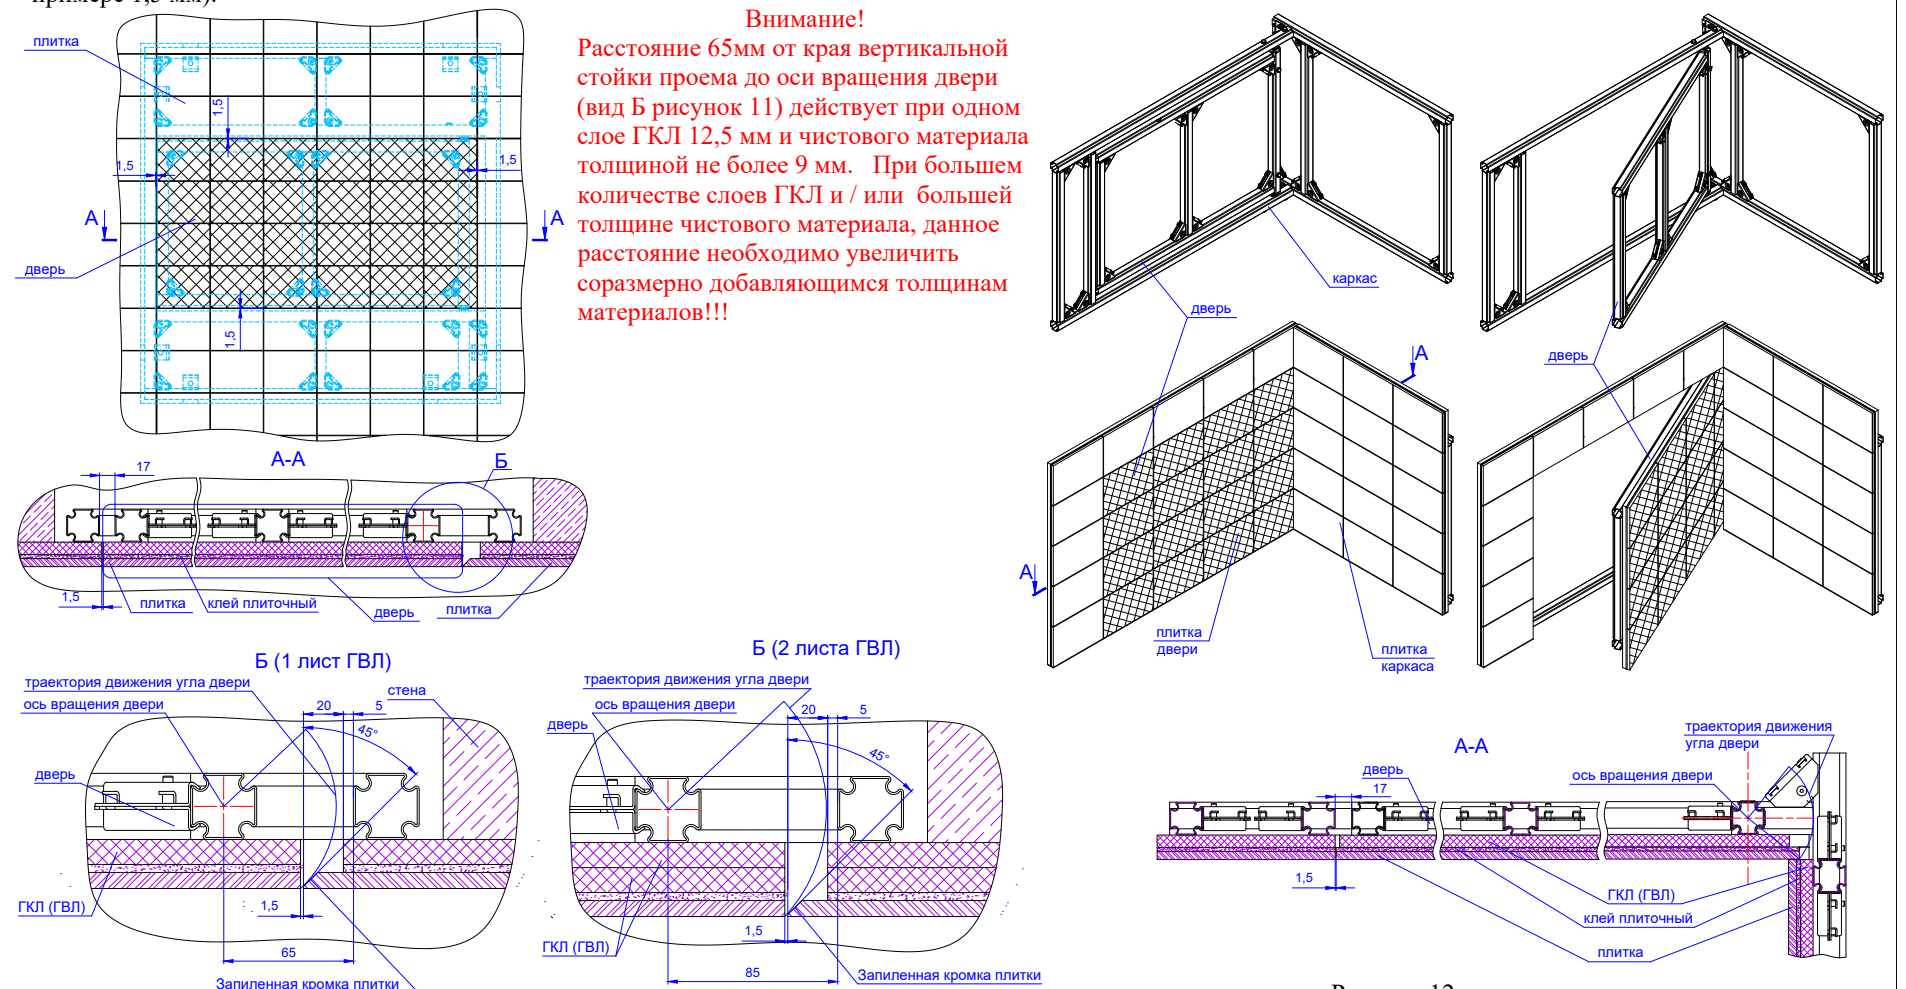 примере 1,5 мм).
плитка
1,5
1,5
1,5
А
А
дверь
1,5
Внимание!
Расстояние 65мм от края вертикальной
стойки проема до оси вращения двери
(вид Б рисунок 11) действует при одном
слое ГКЛ 12,5 мм и чистового материала
толщиной не более 9 мм. При большем
количестве слоев ГКЛ и / или большей
толщине чистового материала, данное
расстояние необходимо увеличить
соразмерно добавляющимся толщинам
материалов!!!
каркас
дверь
дверь
А
А
плитка
двери
плитка
каркаса
А-А
17
Б
1,5
плитка
клей плиточный
дверь
плитка
Б (1 лист ГВЛ)
траектория движения угла двери
ось вращения двери
стена
20
5
45°
дверь
ГКЛ (ГВЛ)
1,5
65
Запиленная кромка плитки
Б (2 листа ГВЛ)
траектория движения угла двери
ось вращения двери
дверь
20
5
45°
1,5
ГКЛ (ГВЛ)
85
Запиленная кромка плитки
А-А
траектория движения
угла двери
дверь
ось вращения двери
17
1,5
ГКЛ (ГВЛ)
клей плиточный
плитка